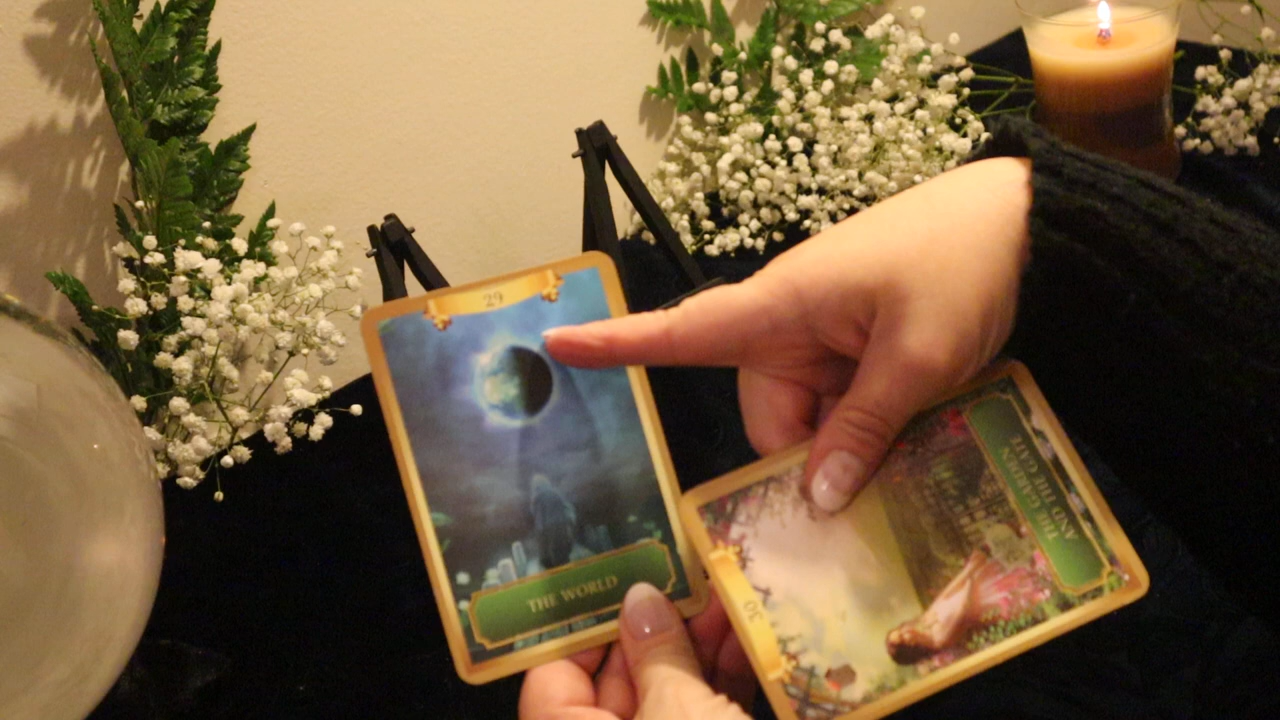 29
THE WORLD
THE GARDEN
AND THE GATE
30